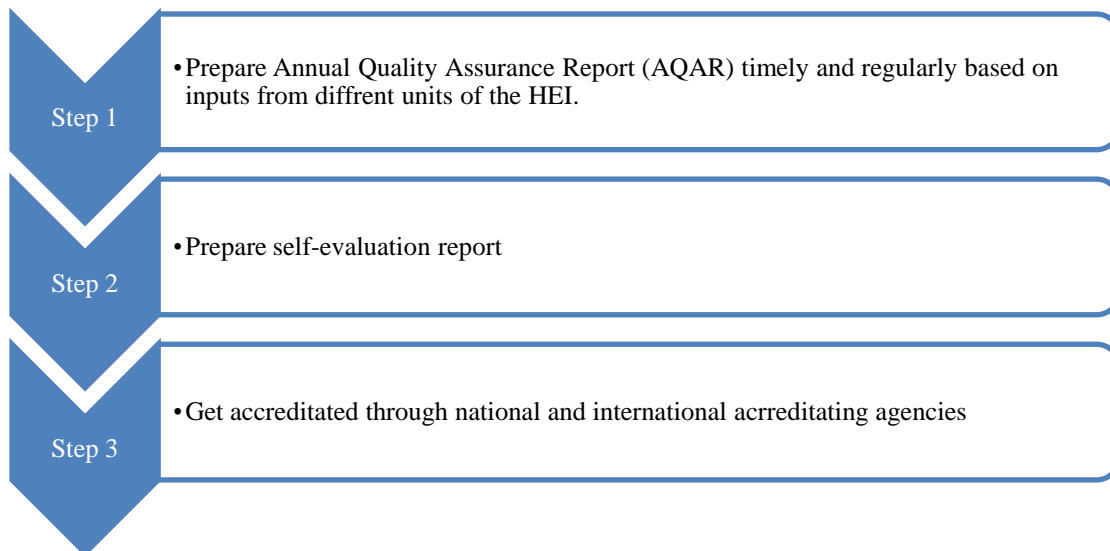 Step 1
•Prepare Annual Quality Assurance Report (AQAR) timely and regularly based on
inputs from diffrent units of the HEI.
Step 2
•Prepare self-evaluation report
Step 3
•Get accreditated through national and international acrreditating agencies